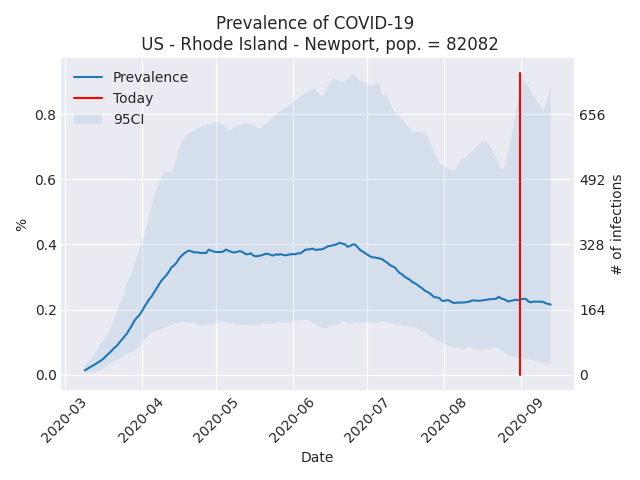 Prevalence of COVID-19
US - Rhode Island - Newport, pop. = 82082
Prevalence
Today
95CI
0.8
0.6
0.4
0.2
0.0
%
656
492
328
164
0
# of infections
2020-03
2020-04
2020-05
2020-06
2020-07
2020-08
2020-09
Date